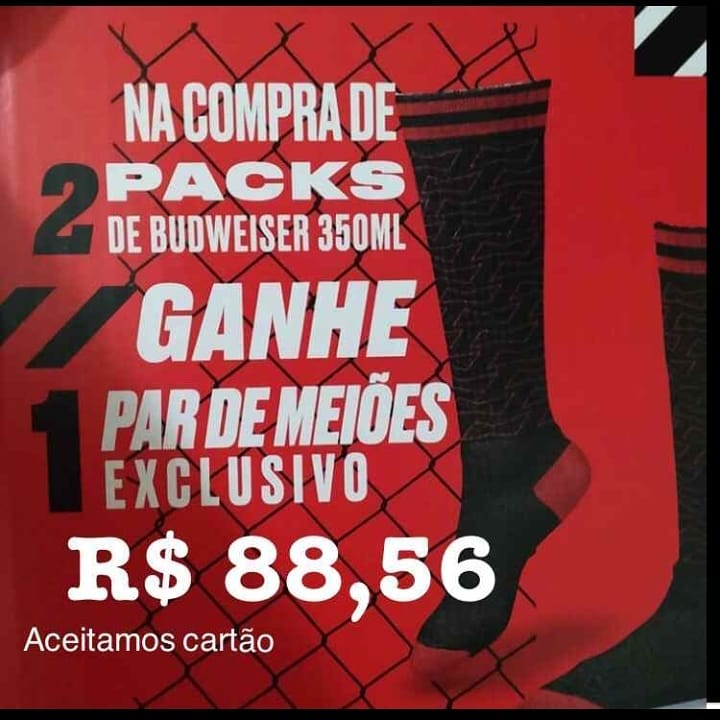 NA COMPRA DE
2 PACKS
DE BUDWEISER 350ML
GANHE
1 PAR DE MEIÕES
EXCLUSIVO
R$ 88,56
Aceitamos cartão